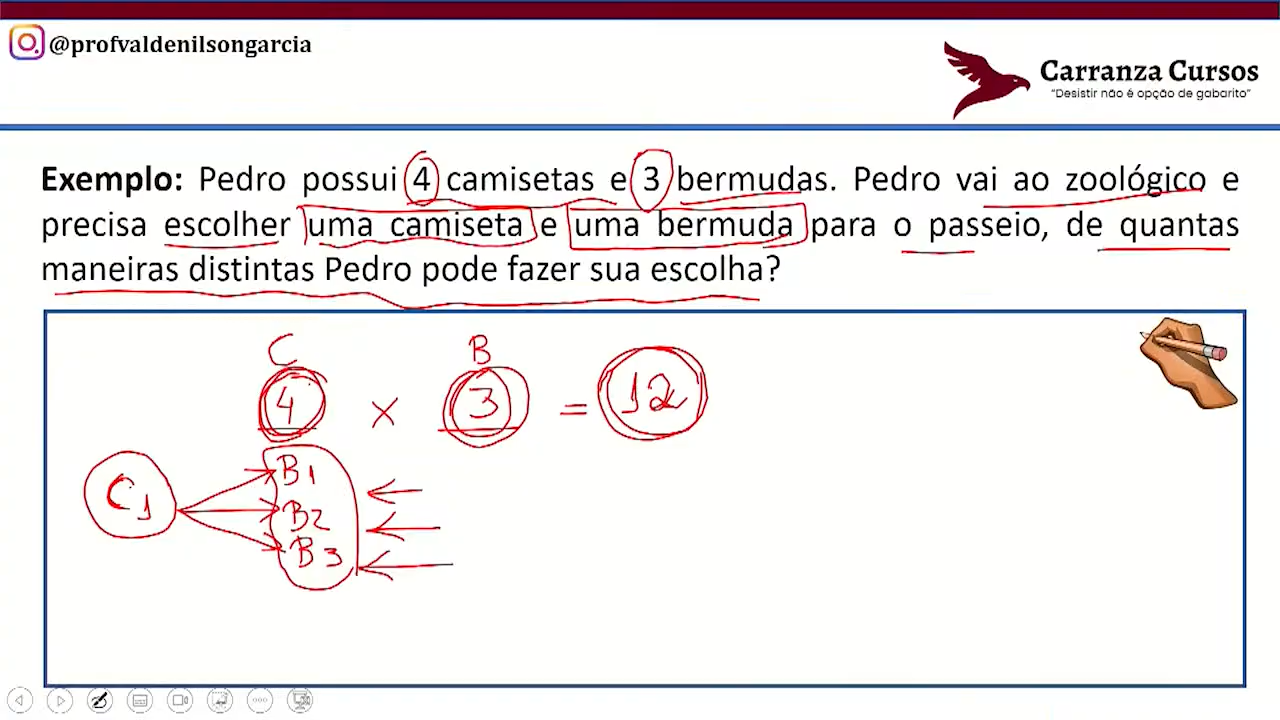 @profvaldenilsongarcia
Carranza Cursos
“Desistir não é opção de gabarito”
Exemplo: Pedro possui 4 camisetas e 3 bermudas. Pedro vai ao zoológico e
precisa escolher uma camiseta e uma bermuda para o passeio, de quantas
maneiras distintas Pedro pode fazer sua escolha?
C B
4 x 3 = 12
C1
B1
B2
B3